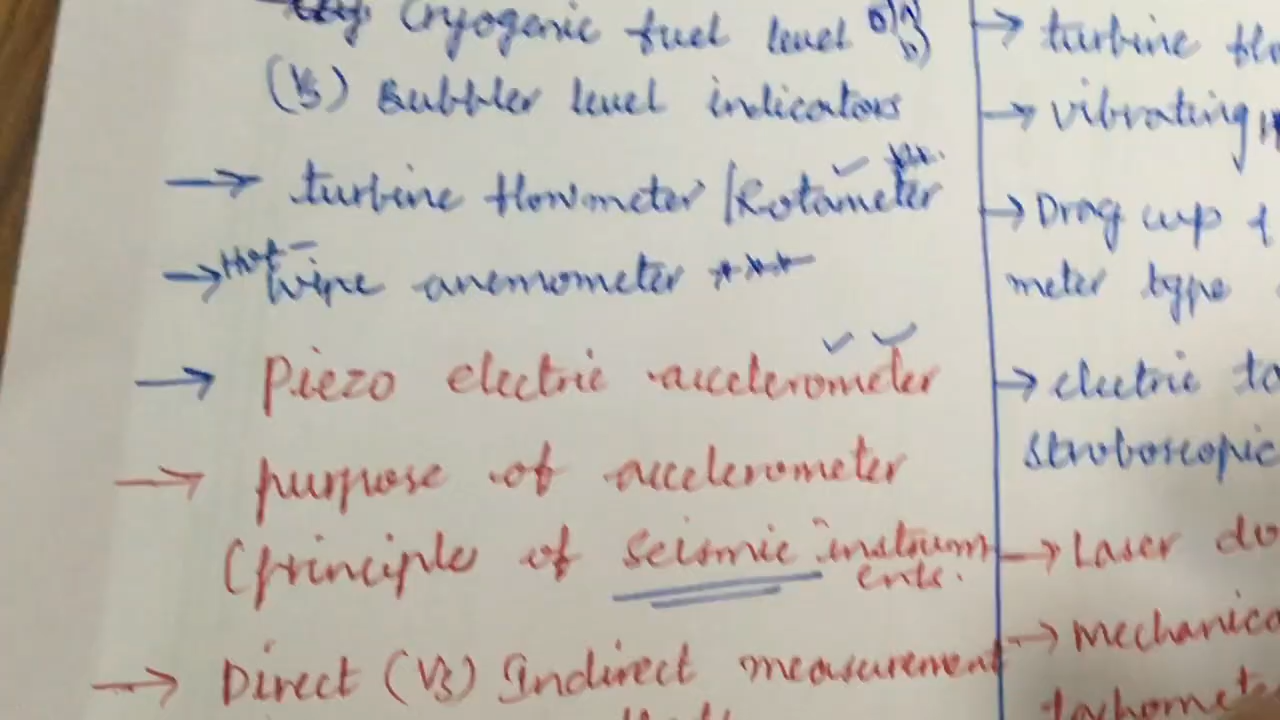 Cryogenic fuel level
(Vs) Bubbler level indicators
→ turbine flowmeter / Rotameter
→ Hot-wire anemometer ***
→ Piezo electric accelerometer
→ purpose of accelerometer
(principle of seismic instruments.
→ Direct (Vs) Indirect measurement
→ turbine
→ vibrating
→ Drag cup
meter type
→ electric
stroboscopic
→ Laser
→ mechanical